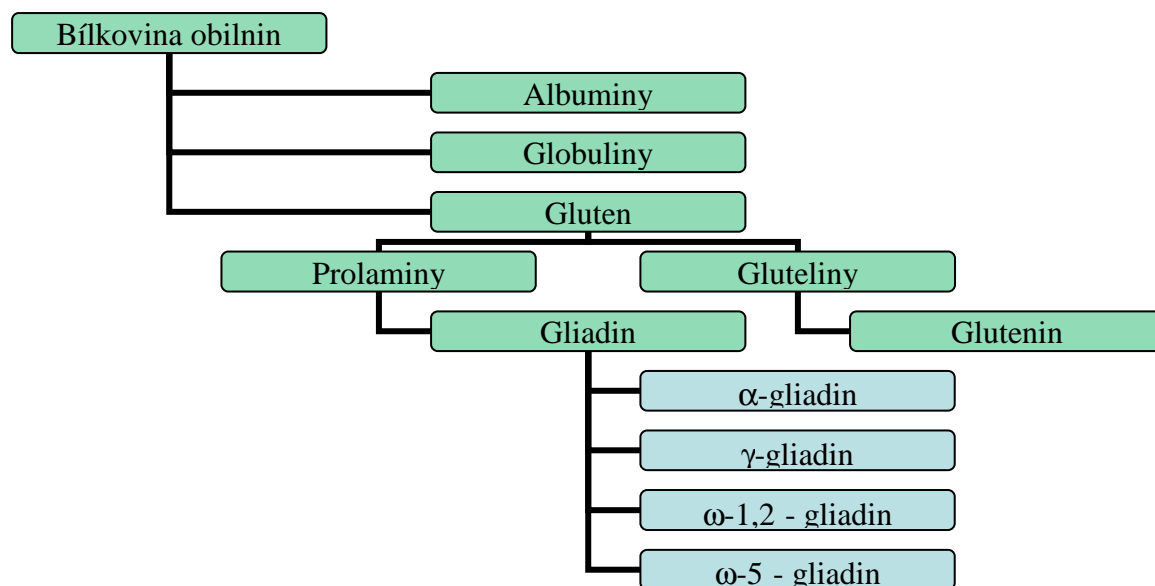 Bílkovina obilnin
Albuminy
Globuliny
Gluten
Prolaminy
Gluteliny
Gliadin
Glutenin
α-gliadin
γ-gliadin
ω-1,2 - gliadin
ω-5 - gliadin